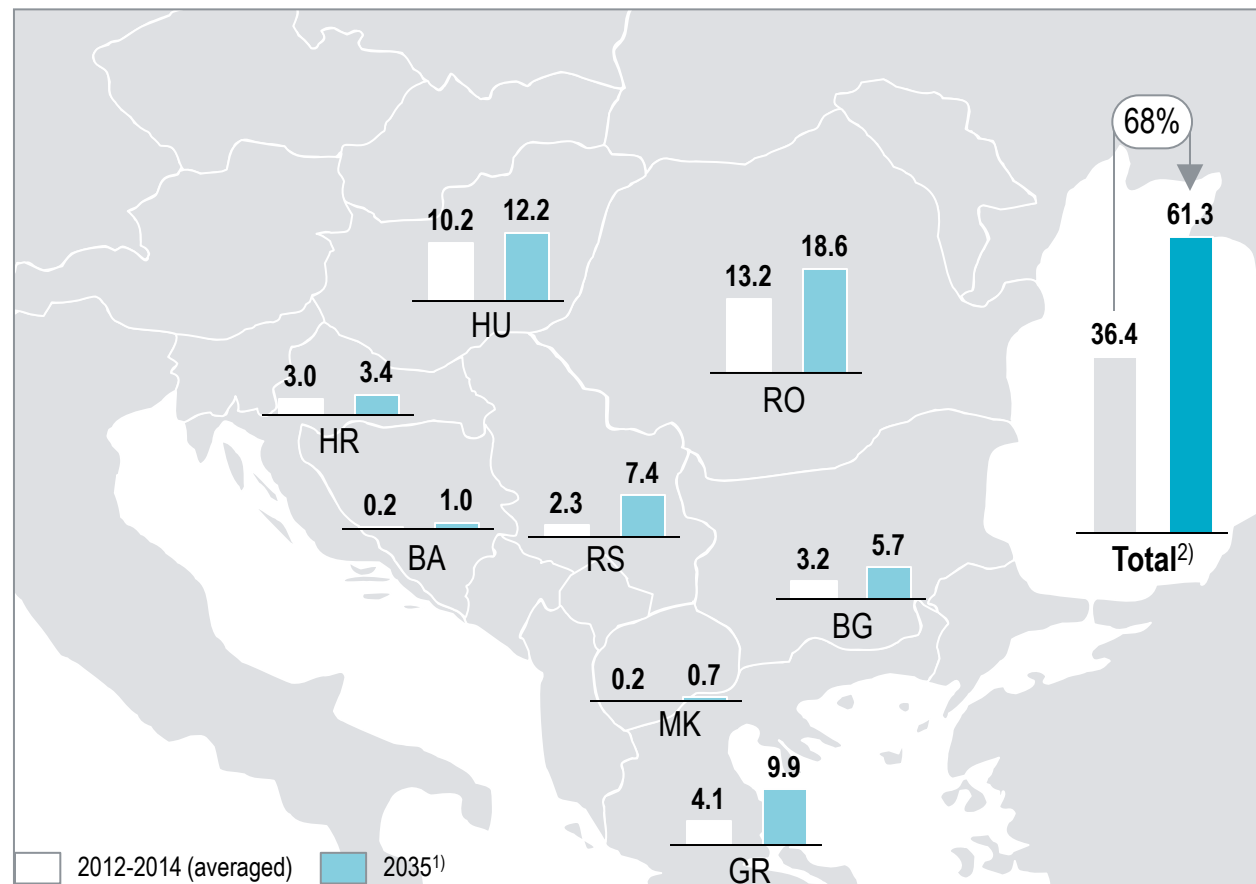 68%
61.3
36.4
Total2)
10.2 12.2
HU
13.2 18.6
RO
3.0 3.4
HR
0.2 1.0
BA
2.3 7.4
RS
3.2 5.7
BG
0.2 0.7
MK
4.1 9.9
GR
2012-2014 (averaged) 20351)